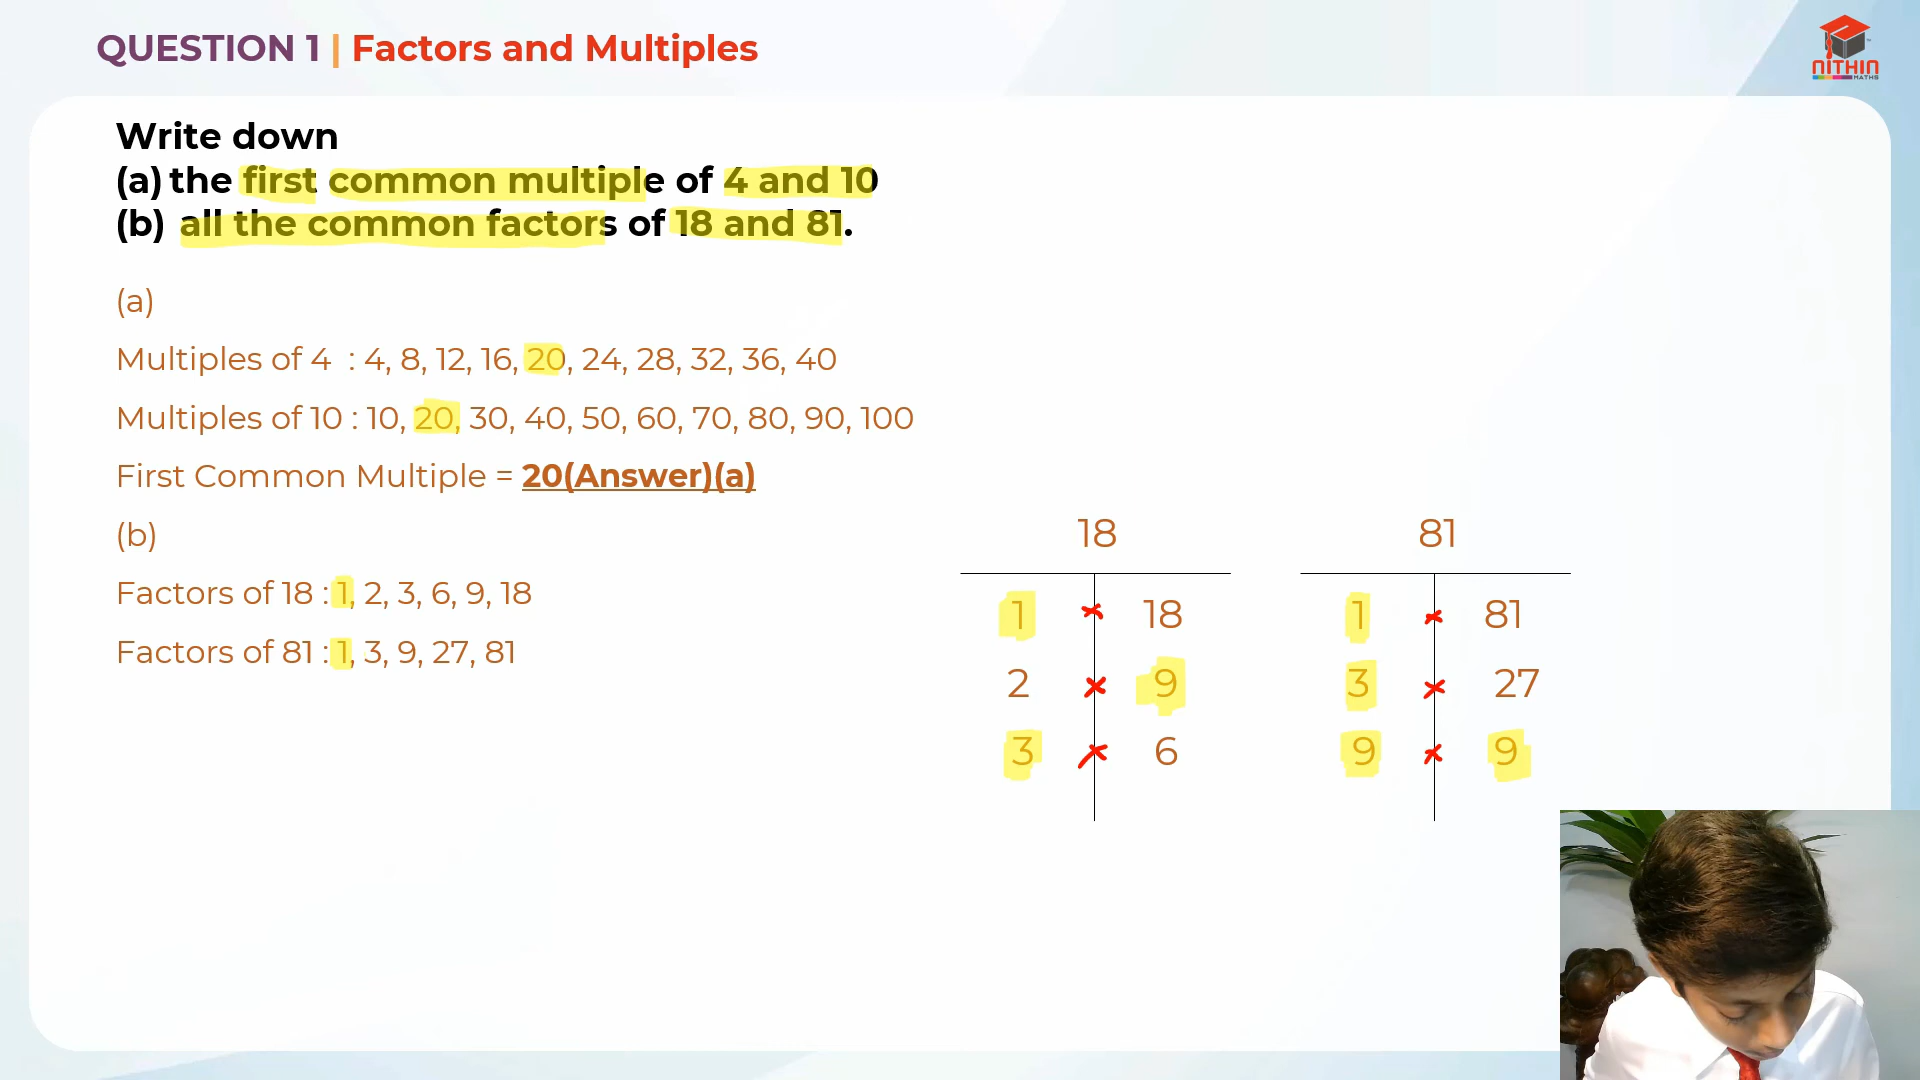 QUESTION 1 | Factors and Multiples
NITHIN
MATHS
Write down
(a) the first common multiple of 4 and 10
(b) all the common factors of 18 and 81.
(a)
Multiples of 4 : 4, 8, 12, 16, 20, 24, 28, 32, 36, 40
Multiples of 10 : 10, 20, 30, 40, 50, 60, 70, 80, 90, 100
First Common Multiple = 20(Answer)(a)
(b)
Factors of 18 : 1, 2, 3, 6, 9, 18
Factors of 81 : 1, 3, 9, 27, 81
18
1 × 18
2 × 9
3 × 6
81
1 × 81
3 × 27
9 × 9